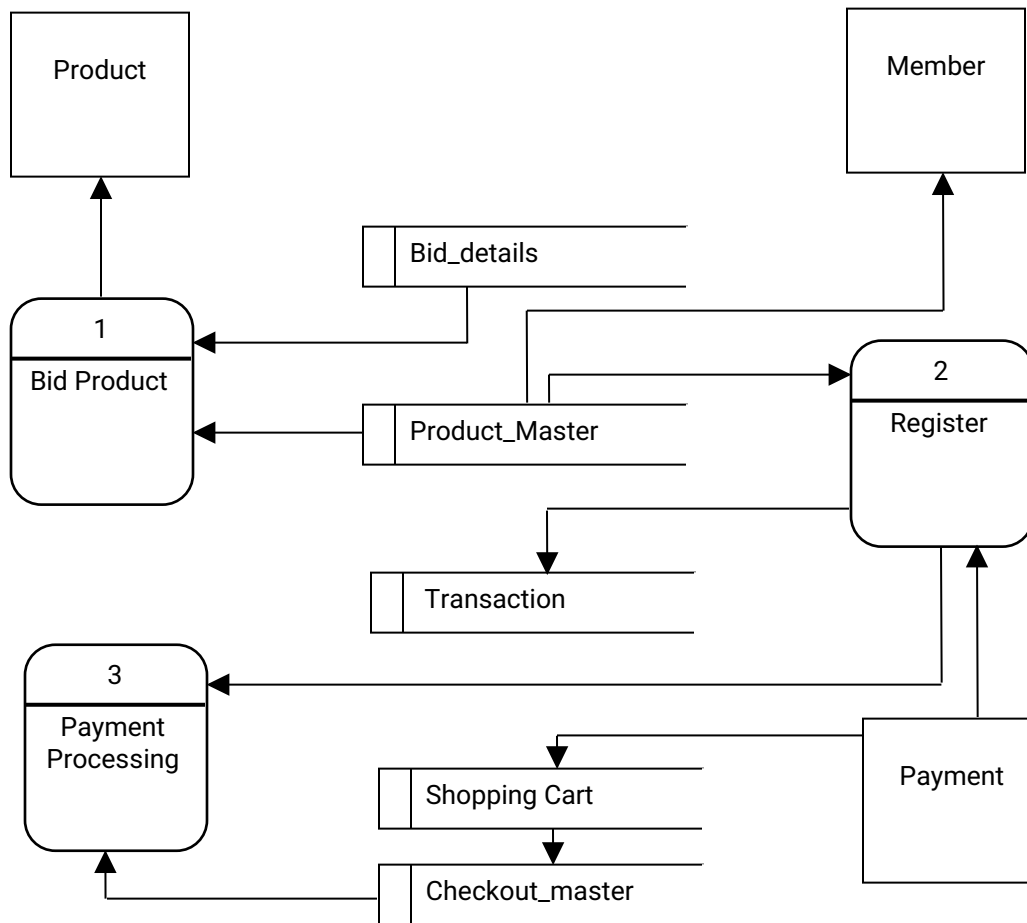 Product
Member
Bid_details
1
Bid Product
2
Register
Product_Master
Transaction
3
Payment
Processing
Payment
Shopping Cart
Checkout_master